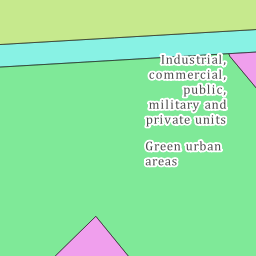 Industrial,
commercial,
public,
military and
private units
Green urban
areas